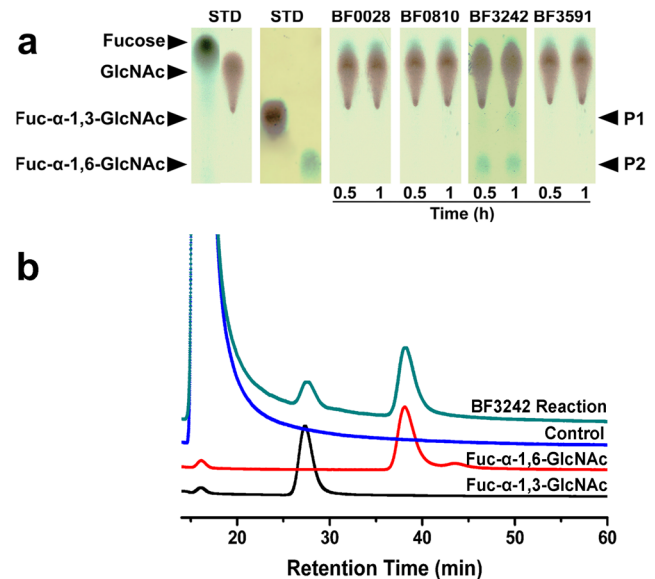 a
STD STD BF0028 BF0810 BF3242 BF3591
Fucose
GlcNAc
Fuc-α-1,3-GlcNAc
P1
Fuc-α-1,6-GlcNAc
P2
0.5 1 0.5 1 0.5 1 0.5 1
Time (h)
b
BF3242 Reaction
Control
Fuc-α-1,6-GlcNAc
Fuc-α-1,3-GlcNAc
20 30 40 50 60
Retention Time (min)